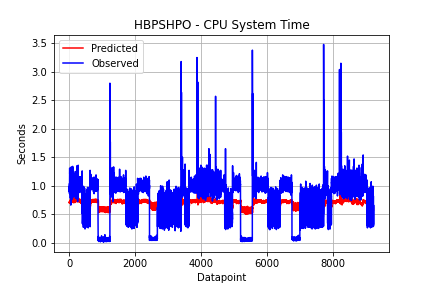 HBPSHPO - CPU System Time
Predicted
Observed
3.5
3.0
2.5
2.0
1.5
1.0
0.5
0.0
Seconds
0 2000 4000 6000 8000
Datapoint